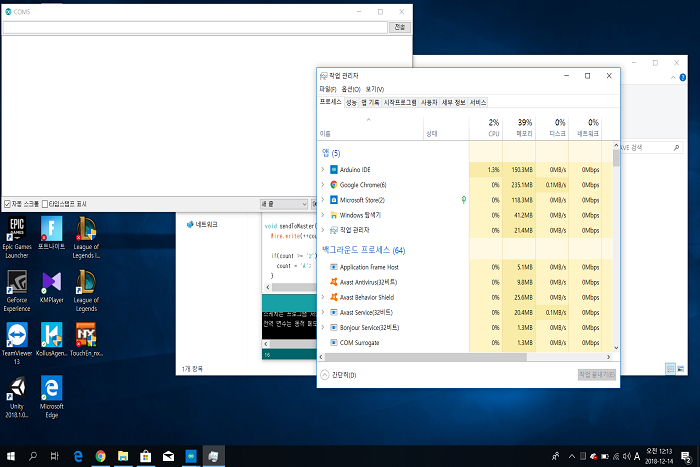 COM5
전송
자동 스크롤 타임스탬프 표시
새 줄
작업 관리자
파일(F) 옵션(O) 보기(V)
프로세스 성능 앱 기록 시작프로그램 사용자 세부 정보 서비스
2% 39% 0% 0%
이름 상태 CPU 메모리 디스크 네트워크
앱 (5)
Arduino IDE 1.3% 150.3MB 0MB/s 0Mbps
Google Chrome(6) 0% 235.1MB 0.1MB/s 0Mbps
Microsoft Store(2) 0% 118.3MB 0MB/s 0Mbps
Windows 탐색기 0% 41.2MB 0MB/s 0Mbps
작업 관리자 0% 21.4MB 0MB/s 0Mbps
백그라운드 프로세스 (64)
Application Frame Host 0% 5.1MB 0MB/s 0Mbps
Avast Antivirus(32비트) 0% 9.8MB 0MB/s 0Mbps
Avast Behavior Shield 0% 25.6MB 0MB/s 0Mbps
Avast Service(32비트) 0% 20.4MB 0.1MB/s 0Mbps
Bonjour Service(32비트) 0% 1.3MB 0MB/s 0Mbps
COM Surrogate 0% 1.3MB 0MB/s 0Mbps
간단히(D)
작업 끝내기(E)
AVE 검색
네트워크
1개 항목
void sendToMaster(
Wire.write(++co
if(count >= 'Z')
count = 'A';
}
16
Epic Games Launcher
포트나이트
League of Legends I...
GeForce Experience
KMPlayer
League of Legends
TeamViewer 13
KollusAgen...
TouchEn_nx...
Unity 2018.1.0...
Microsoft Edge
A
오전 12:13
2018-12-14
2